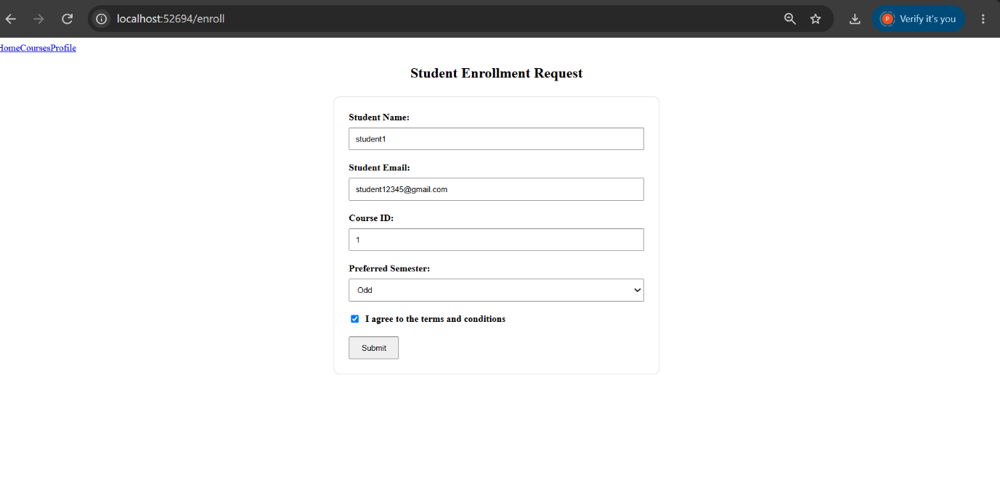 localhost:52694/enroll
Verify it's you
HomeCoursesProfile
Student Enrollment Request
Student Name:
student1
Student Email:
student12345@gmail.com
Course ID:
1
Preferred Semester:
Odd
I agree to the terms and conditions
Submit